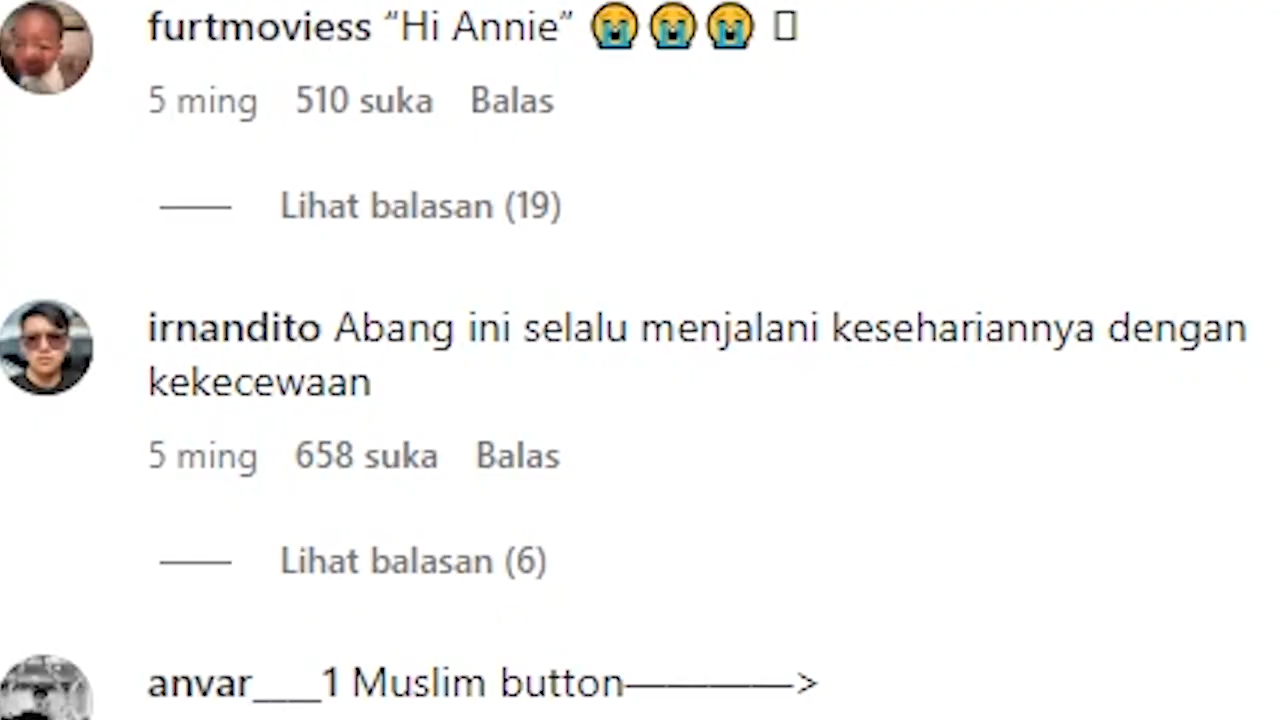 furtmoviess “Hi Annie” 😭😭😭 
5 ming 510 suka Balas
—— Lihat balasan (19)
irnandito Abang ini selalu menjalani kesehariannya dengan
kekecewaan
5 ming 658 suka Balas
—— Lihat balasan (6)
anvar____1 Muslim button————>